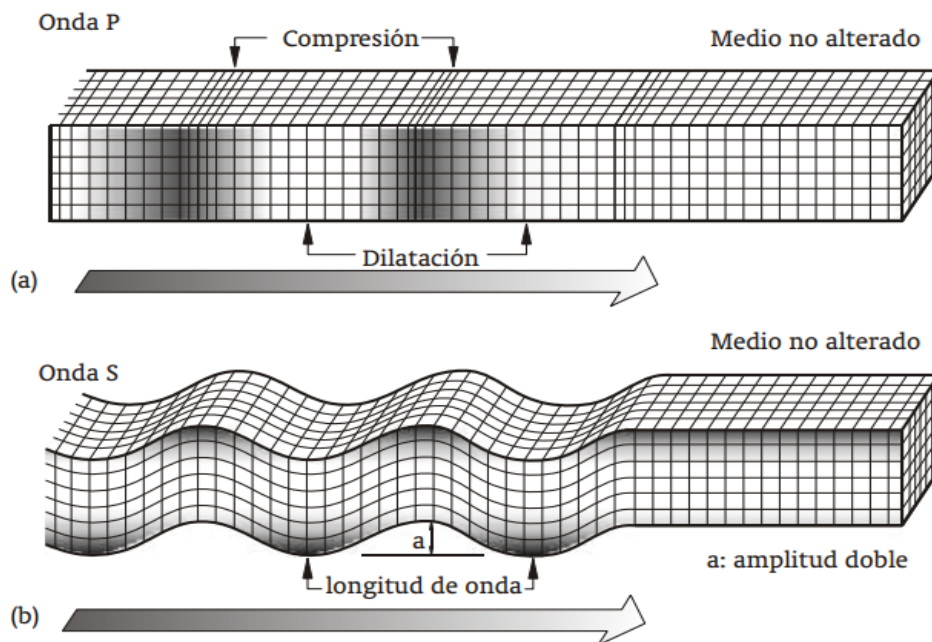 Onda P
Compresión
Medio no alterado
Dilatación
(a)
Medio no alterado
Onda S
a
a: amplitud doble
longitud de onda
(b)